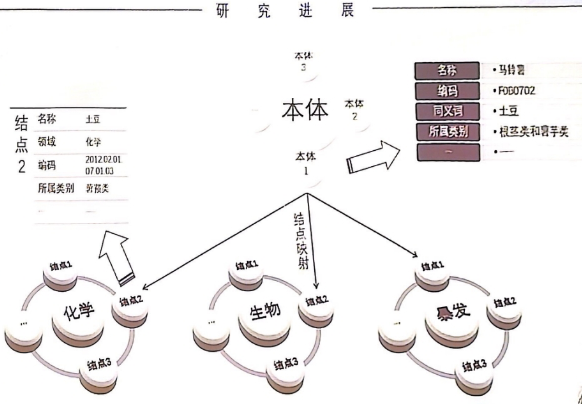 研究进展
本体
3
本体
本体
2
本体
1
名称 ·马铃薯
编码 ·F0B0702
同义词 ·土豆
所属类别 ·根茎类和薯芋类
... ·—
结点2
名称 土豆
领域 化学
编码 2012.02.01.
07.01.03
所属类别
结点映射
结点1
结点2
结点3
...
化学
结点1
结点2
结点3
...
生物
结点1
结点2
结点3
...
暴发